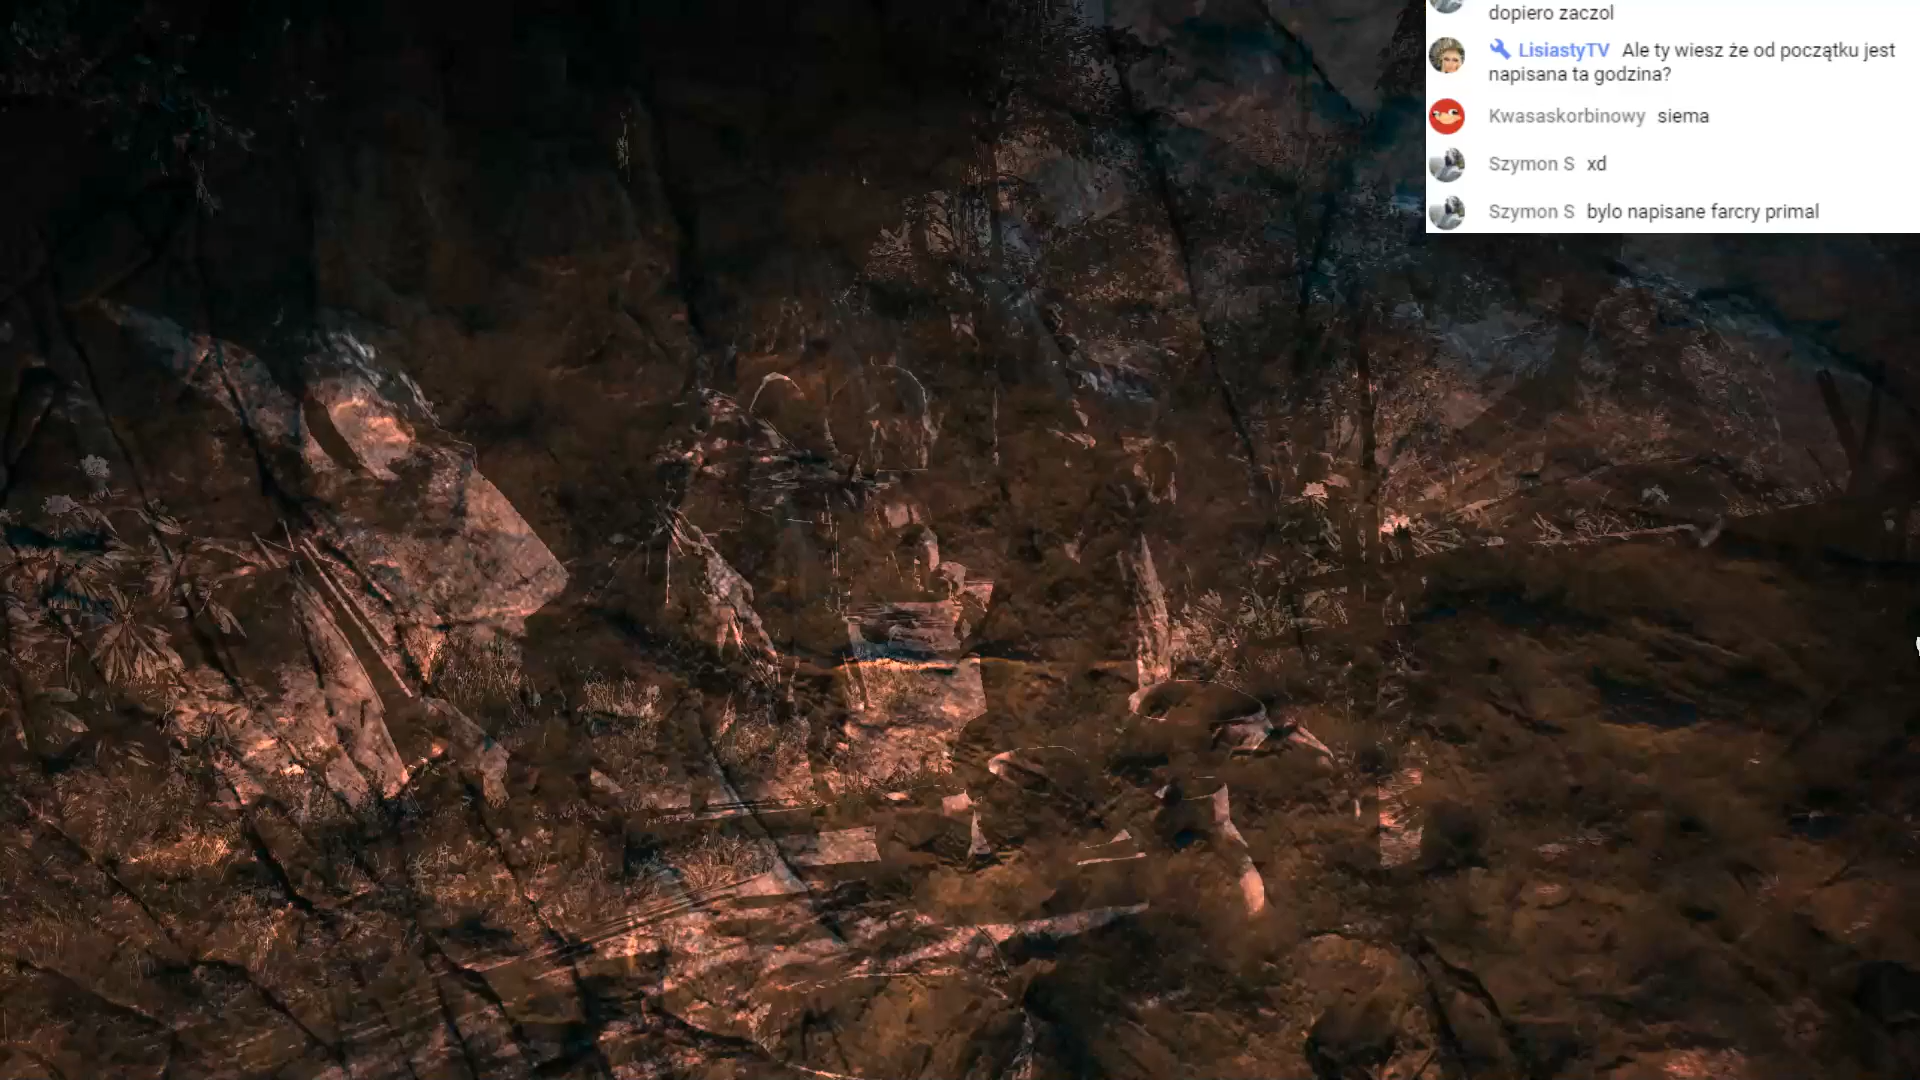 dopiero zaczol
LisiastyTV Ale ty wiesz że od początku jest
napisana ta godzina?
Kwasaskorbinowy siema
Szymon S xd
Szymon S bylo napisane farcry primal